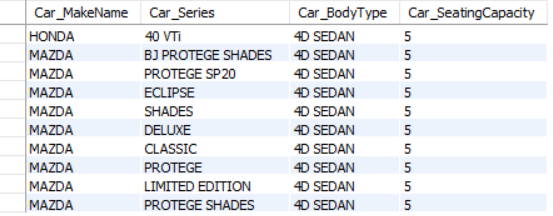 Car_MakeName Car_Series Car_BodyType Car_SeatingCapacity
HONDA 40 VTi 4D SEDAN 5
MAZDA BJ PROTEGE SHADES 4D SEDAN 5
MAZDA PROTEGE SP20 4D SEDAN 5
MAZDA ECLIPSE 4D SEDAN 5
MAZDA SHADES 4D SEDAN 5
MAZDA DELUXE 4D SEDAN 5
MAZDA CLASSIC 4D SEDAN 5
MAZDA PROTEGE 4D SEDAN 5
MAZDA LIMITED EDITION 4D SEDAN 5
MAZDA PROTEGE SHADES 4D SEDAN 5